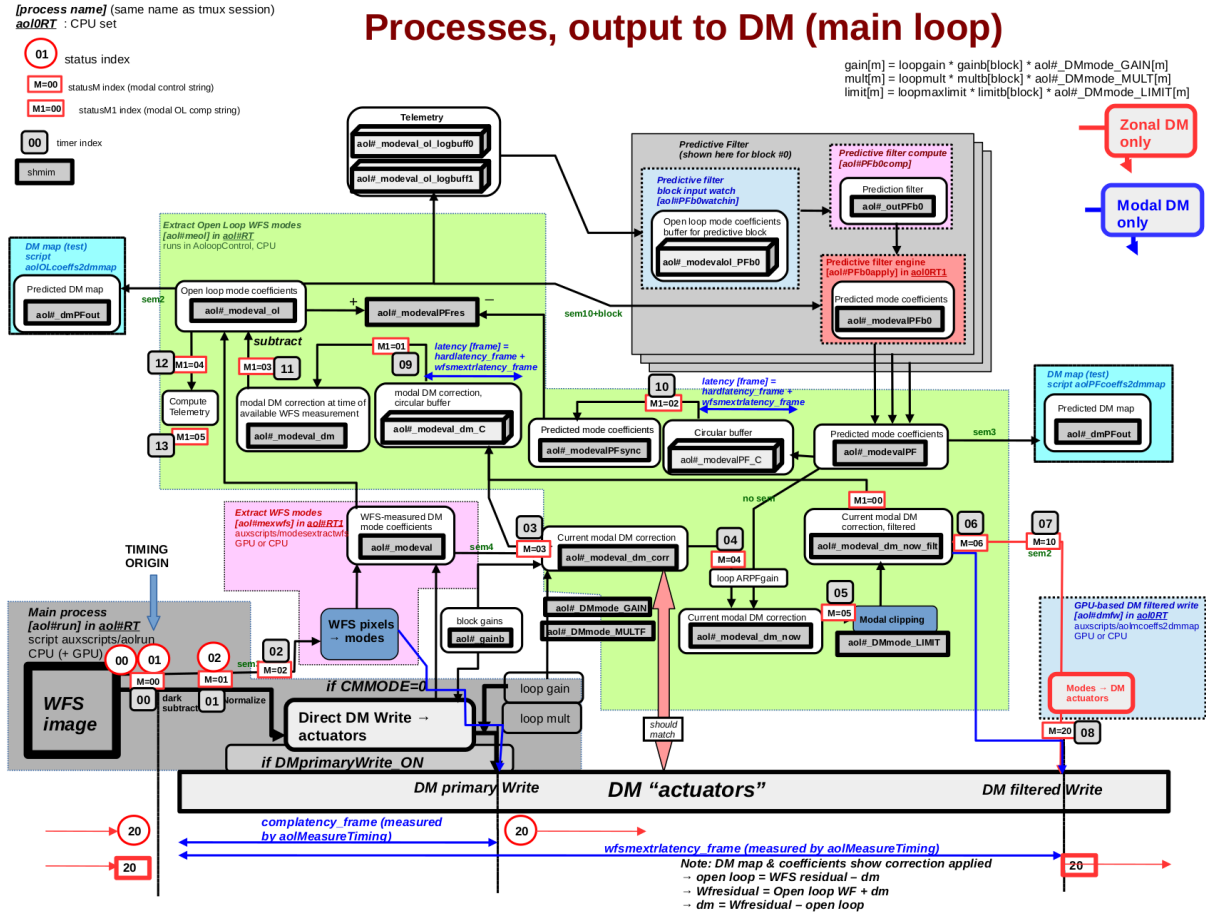 [process name] (same name as tmux session)
aol0RT : CPU set
01
status index
M=00
statusM index (modal control string)
M1=00
statusM1 index (modal OL comp string)
00
timer index
shmim
Processes, output to DM (main loop)
gain[m] = loopgain * gainb[block] * aol#_DMmode_GAIN[m]
mult[m] = loopmult * multb[block] * aol#_DMmode_MULT[m]
limit[m] = loopmaxlimit * limitb[block] * aol#_DMmode_LIMIT[m]
Zonal DM
only
Modal DM
only
Telemetry
aol#_modeval_ol_logbuff0
aol#_modeval_ol_logbuff1
Predictive Filter
(shown here for block #0)
Predictive filter
block input watch
[aol#PFb0watchin]
Open loop mode coefficients
buffer for predictive block
aol#_modevalol_PFb0
Predictive filter compute
[aol#PFb0comp]
Prediction filter
aol#_outPFb0
Predictive filter engine
[aol#PFb0apply] in aol0RT1
Predicted mode coefficients
aol#_modevalPFb0
Extract Open Loop WFS modes
[aol#meol] in aol#RT
runs in AoloopControl, CPU
DM map (test)
script
aolOLcoeffs2dmmap
Predicted DM map
aol#_dmPFout
sem2
Open loop mode coefficients
aol#_modeval_ol
+
aol#_modevalPFres
–
sem10+block
subtract
12
M1=04
M1=03
11
M1=01
09
latency [frame] =
hardlatency_frame +
wfsmextrlatency_frame
Compute
Telemetry
13
M1=05
modal DM correction at time of
available WFS measurement
aol#_modeval_dm
modal DM correction,
circular buffer
aol#_modeval_dm_C
10
M1=02
latency [frame] =
hardlatency_frame +
wfsmextrlatency_frame
Predicted mode coefficients
aol#_modevalPFsync
Circular buffer
aol#_modevalPF_C
Predicted mode coefficients
aol#_modevalPF
sem3
DM map (test)
script aolPFcoeffs2dmmap
Predicted DM map
aol#_dmPFout
no sem
M1=00
Extract WFS modes
[aol#mexwfs] in aol#RT1
auxscripts/modesextractwfs
GPU or CPU
WFS-measured DM
mode coefficients
aol#_modeval
sem4
03
M=03
Current modal DM correction
aol#_modeval_dm_corr
04
M=04
loop ARPFgain
Current modal DM
correction, filtered
aol#_modeval_dm_now_filt
06
M=06
07
M=10
sem2
TIMING
ORIGIN
Main process
[aol#run] in aol#RT
script auxscripts/aolrun
CPU (+ GPU)
WFS
image
00
01
M=00
00
dark
subtract
02
M=01
01
Normalize
02
M=02
WFS pixels
→ modes
block gains
aol#_gainb
aol#_DMmode_GAIN
aol#_DMmode_MULTF
Current modal DM correction
aol#_modeval_dm_now
05
M=05
Modal clipping
aol#_DMmode_LIMIT
GPU-based DM filtered write
[aol#dmfw] in aol0RT
auxscripts/aolmcoeffs2dmmap
GPU or CPU
Modes → DM
actuators
M=20
08
if CMMODE=0
loop gain
loop mult
Direct DM Write →
actuators
if DMprimaryWrite_ON
should
match
DM primary Write
DM “actuators”
DM filtered Write
20
complatency_frame (measured
by aolMeasureTiming)
20
wfsmextrlatency_frame (measured by aolMeasureTiming)
20
20
Note: DM map & coefficients show correction applied
→ open loop = WFS residual – dm
→ Wfresidual = Open loop WF + dm
→ dm = Wfresidual – open loop